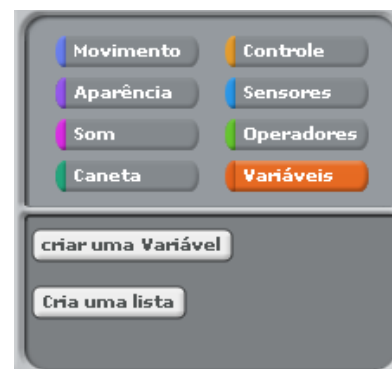 Movimento
Controle
Aparência
Sensores
Som
Operadores
Caneta
Variáveis
criar uma Variável
Cria uma lista